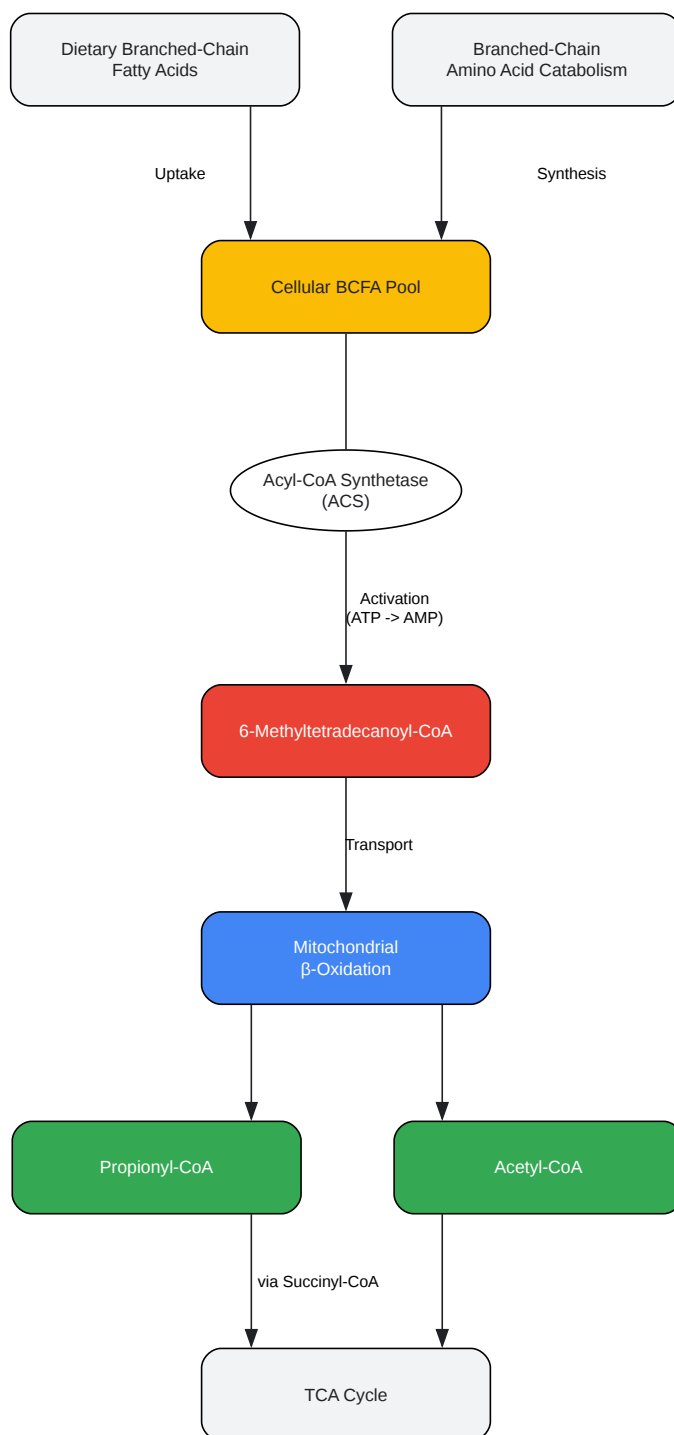 Dietary Branched-Chain
Fatty Acids
Branched-Chain
Amino Acid Catabolism
Uptake
Synthesis
Cellular BCFA Pool
Acyl-CoA Synthetase
(ACS)
Activation
(ATP -> AMP)
6-Methyltetradecanoyl-CoA
Transport
Mitochondrial
β-Oxidation
Propionyl-CoA
Acetyl-CoA
via Succinyl-CoA
TCA Cycle